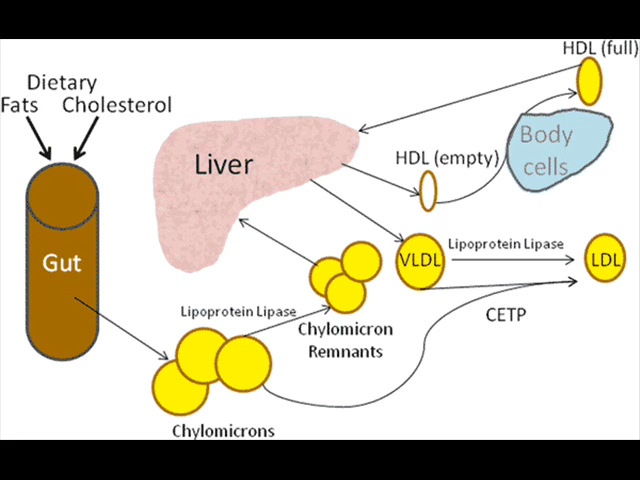 HDL (full)
Dietary
Fats Cholesterol
Body
cells
Liver
HDL (empty)
Gut
VLDL
Lipoprotein Lipase
LDL
Lipoprotein Lipase
CETP
Chylomicron
Remnants
Chylomicrons